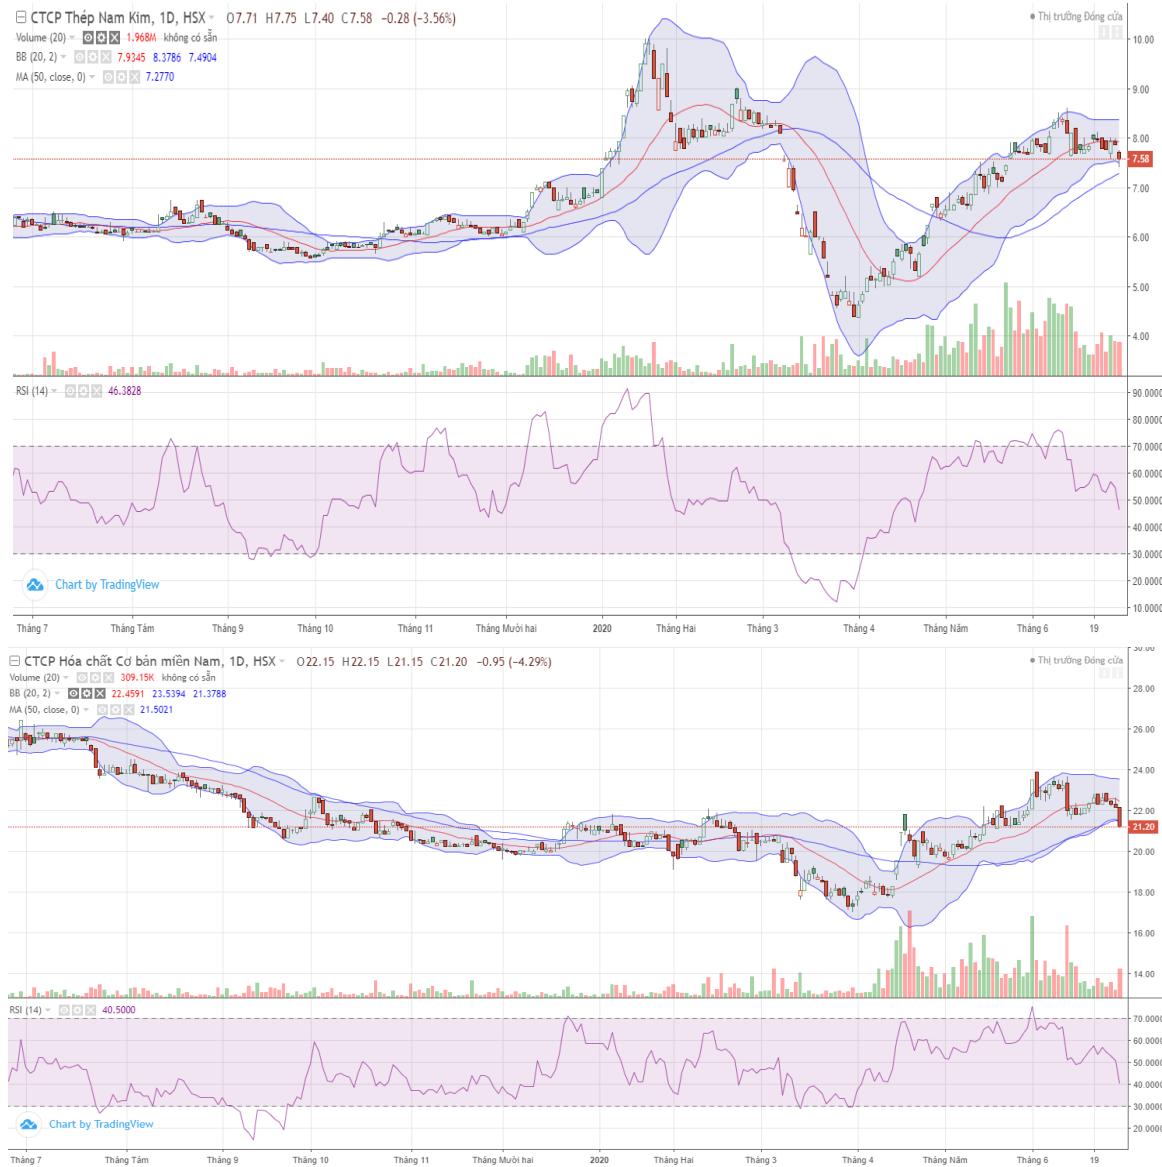 CTCP Thép Nam Kim, 1D, HSX O7.71 H7.75 L7.40 C7.58 −0.28 (−3.56%)
Thị trường Đóng cửa
Volume (20) 1.968M không có sẵn
BB (20, 2) 7.9345 8.3786 7.4904
MA (50, close, 0) 7.2770
10.00
9.00
8.00
7.58
7.00
6.00
5.00
4.00
RSI (14) 46.3828
90.0000
80.0000
70.0000
60.0000
50.0000
40.0000
30.0000
20.0000
10.0000
Chart by TradingView
Tháng 7 Tháng Tám Tháng 9 Tháng 10 Tháng 11 Tháng Mười hai 2020 Tháng Hai Tháng 3 Tháng 4 Tháng Năm Tháng 6 19
CTCP Hóa chất Cơ bản miền Nam, 1D, HSX O22.15 H22.15 L21.15 C21.20 −0.95 (−4.29%)
Thị trường Đóng cửa
Volume (20) 309.15K không có sẵn
BB (20, 2) 22.4591 23.5394 21.3788
MA (50, close, 0) 21.5021
30.00
28.00
26.00
24.00
22.00
21.20
20.00
18.00
16.00
14.00
RSI (14) 40.5000
70.0000
60.0000
50.0000
40.0000
30.0000
20.0000
Chart by TradingView
Tháng 7 Tháng Tám Tháng 9 Tháng 10 Tháng 11 Tháng Mười hai 2020 Tháng Hai Tháng 3 Tháng 4 Tháng Năm Tháng 6 19